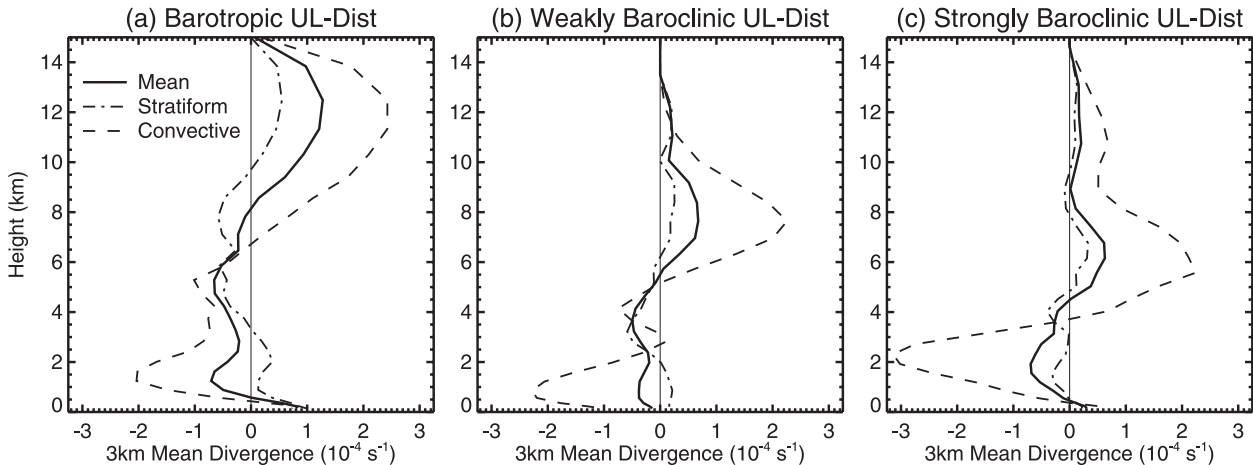 (a) Barotropic UL-Dist
(b) Weakly Baroclinic UL-Dist
(c) Strongly Baroclinic UL-Dist
Height (km)
14
12
10
8
6
4
2
0
Mean
Stratiform
Convective
-3 -2 -1 0 1 2 3
3km Mean Divergence (10⁻⁴ s⁻¹)
14
12
10
8
6
4
2
0
-3 -2 -1 0 1 2 3
3km Mean Divergence (10⁻⁴ s⁻¹)
14
12
10
8
6
4
2
0
-3 -2 -1 0 1 2 3
3km Mean Divergence (10⁻⁴ s⁻¹)